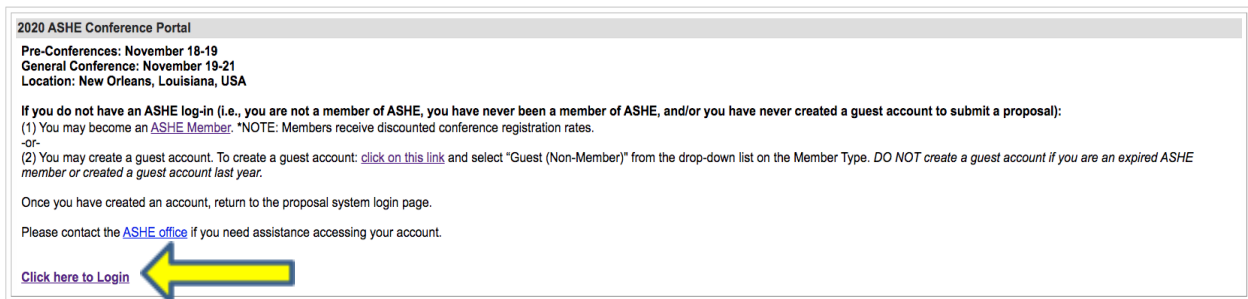 2020 ASHE Conference Portal
Pre-Conferences: November 18-19
General Conference: November 19-21
Location: New Orleans, Louisiana, USA
If you do not have an ASHE log-in (i.e., you are not a member of ASHE, you have never been a member of ASHE, and/or you have never created a guest account to submit a proposal):
(1) You may become an ASHE Member. *NOTE: Members receive discounted conference registration rates.
-or-
(2) You may create a guest account. To create a guest account: click on this link and select “Guest (Non-Member)" from the drop-down list on the Member Type. DO NOT create a guest account if you are an expired ASHE
member or created a guest account last year.
Once you have created an account, return to the proposal system login page.
Please contact the ASHE office if you need assistance accessing your account.
Click here to Login